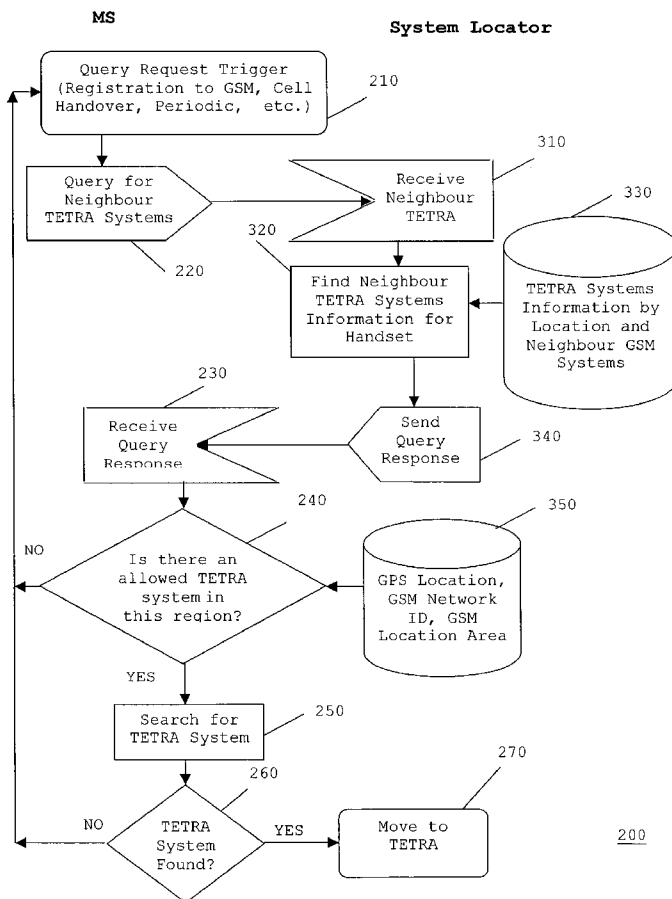 MS
System Locator
Query Request Trigger
(Registration to GSM, Cell
Handover, Periodic, etc.)
210
310
Query for
Neighbour
TETRA Systems
Receive
Neighbour
TETRA
330
220
320
Find Neighbour
TETRA Systems
Information for
Handset
TETRA Systems
Information by
Location and
Neighbour GSM
Systems
230
Receive
Query
Response
Send
Query
Response
340
240
350
NO
Is there an
allowed TETRA
system in
this region?
GPS Location,
GSM Network
ID, GSM
Location Area
YES
Search for
TETRA System
250
260
270
NO
TETRA
System
Found?
YES
Move to
TETRA
200